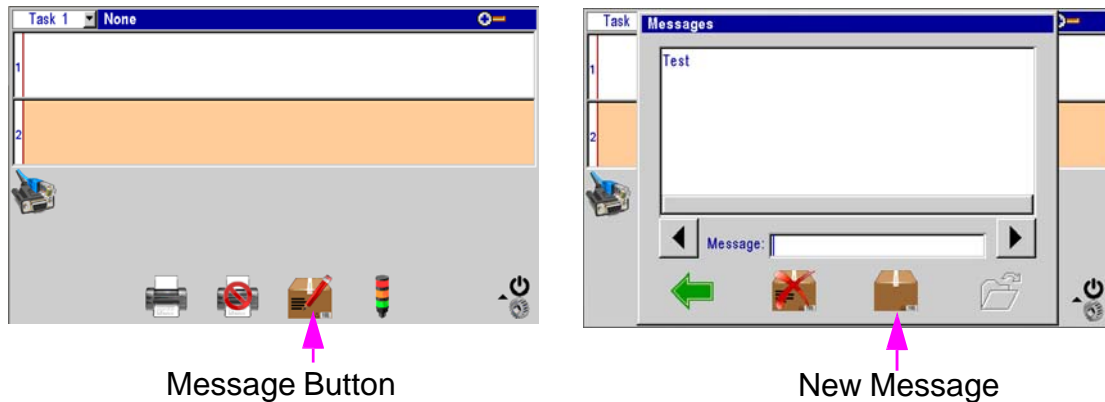 Task 1 None
1
2
Message Button
Task Messages
1
2
Test
Message:
New Message